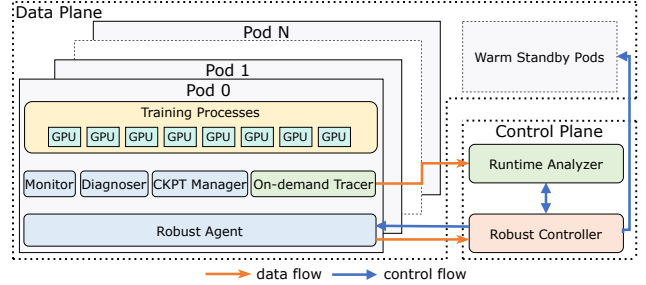 Data Plane
Pod N
Warm Standby Pods
Pod 1
Pod 0
Training Processes
GPU GPU GPU GPU GPU GPU GPU GPU
Control Plane
Runtime Analyzer
Monitor Diagnoser CKPT Manager On-demand Tracer
Robust Agent
Robust Controller
data flow control flow